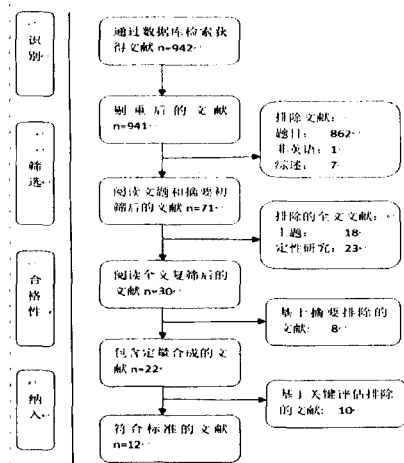 识别
通过数据库检索获
得文献 n=942
剔重后的文献
n=941
排除文献：
题目： 862
非英语：1
综述： 7
筛选
阅读文题和摘要初
筛后的文献 n=71
排除的全文文献：
主题： 18
定性研究：23
合格性
阅读全文复筛后的
文献 n=30
基于摘要排除的
文献： 8
包含定量合成的文
献 n=22
纳入
基于关键评估排除
的文献： 10
符合标准的文献
n=12